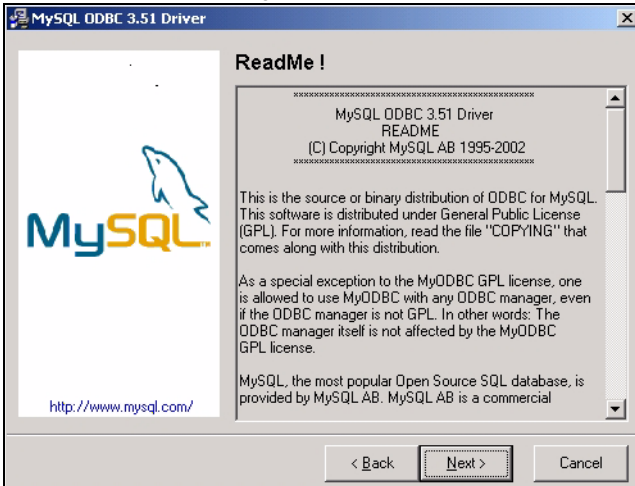 MySQL ODBC 3.51 Driver
ReadMe !
**********************************************
MySQL ODBC 3.51 Driver
README
(C) Copyright MySQL AB 1995-2002
**********************************************
This is the source or binary distribution of ODBC for MySQL.
This software is distributed under General Public License
(GPL). For more information, read the file "COPYING" that
comes along with this distribution.
As a special exception to the MyODBC GPL license, one
is allowed to use MyODBC with any ODBC manager, even
if the ODBC manager is not GPL. In other words: The
ODBC manager itself is not affected by the MyODBC
GPL license.
MySQL, the most popular Open Source SQL database, is
provided by MySQL AB. MySQL AB is a commercial
MySQL
TM
http://www.mysql.com/
< Back
Next >
Cancel